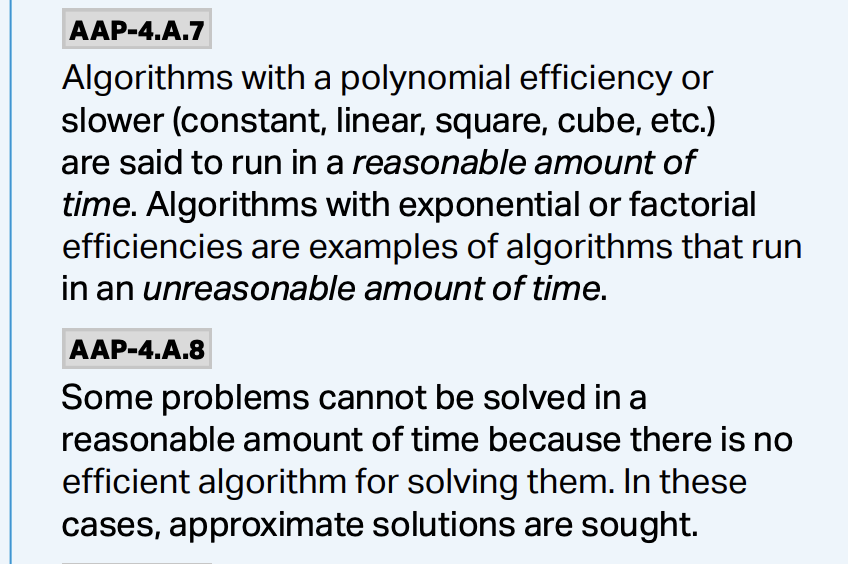 AAP-4.A.7
Algorithms with a polynomial efficiency or
slower (constant, linear, square, cube, etc.)
are said to run in a reasonable amount of
time. Algorithms with exponential or factorial
efficiencies are examples of algorithms that run
in an unreasonable amount of time.
AAP-4.A.8
Some problems cannot be solved in a
reasonable amount of time because there is no
efficient algorithm for solving them. In these
cases, approximate solutions are sought.